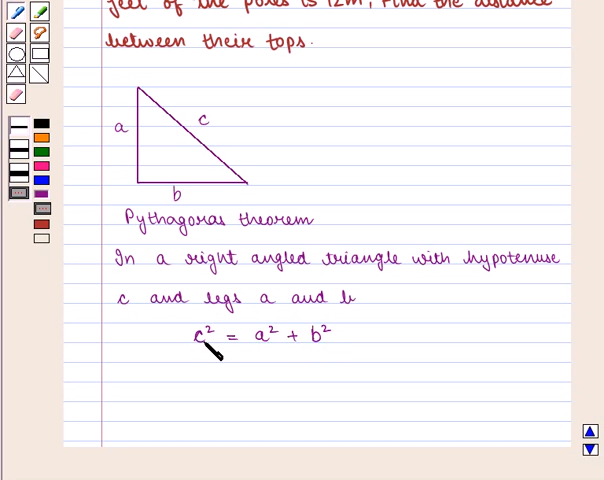 feet of the poles is 12m, Find the distance
between their tops.
a
c
b
Pythagoras theorem
In a right angled triangle with hypotenuse
c and legs a and b
c² = a² + b²